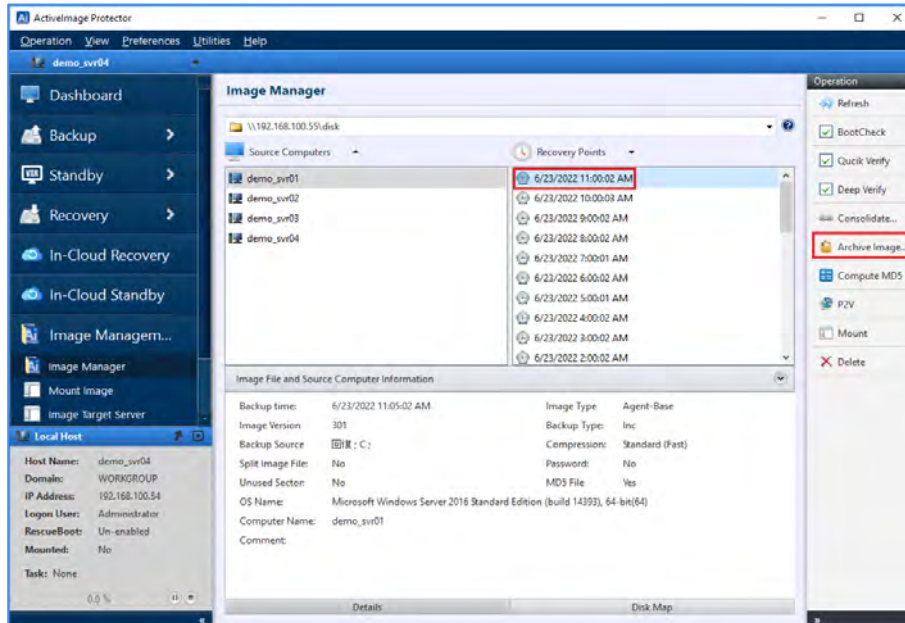 ActiveImage Protector
Operation View Preferences Utilities Help
demo_svr04
Dashboard
Backup
Standby
Recovery
In-Cloud Recovery
In-Cloud Standby
Image Managem...
Image Manager
Mount Image
Image Target Server
Local Host
Host Name: demo_svr04
Domain: WORKGROUP
IP Address: 192.168.100.54
Logon User: Administrator
RescueBoot: Un-enabled
Mounted: No
Task: None
0.0 %
Image Manager
\\192.168.100.55\disk
Source Computers
demo_svr01
demo_svr02
demo_svr03
demo_svr04
Recovery Points
6/23/2022 11:00:02 AM
6/23/2022 10:00:03 AM
6/23/2022 9:00:02 AM
6/23/2022 8:00:02 AM
6/23/2022 7:00:01 AM
6/23/2022 6:00:02 AM
6/23/2022 5:00:01 AM
6/23/2022 4:00:02 AM
6/23/2022 3:00:02 AM
6/23/2022 2:00:02 AM
Image File and Source Computer Information
Backup time: 6/23/2022 11:05:02 AM
Image Version 301
Backup Source : C:
Split Image File: No
Unused Sector: No
OS Name: Microsoft Windows Server 2016 Standard Edition (build 14393), 64-bit(64)
Computer Name: demo_svr01
Comment:
Image Type Agent-Base
Backup Type: Inc
Compression: Standard (Fast)
Password: No
MD5 File Yes
Details
Disk Map
Operation
Refresh
BootCheck
Qucik Verify
Deep Verify
Consolidate...
Archive Image..
Compute MD5
P2V
Mount
Delete